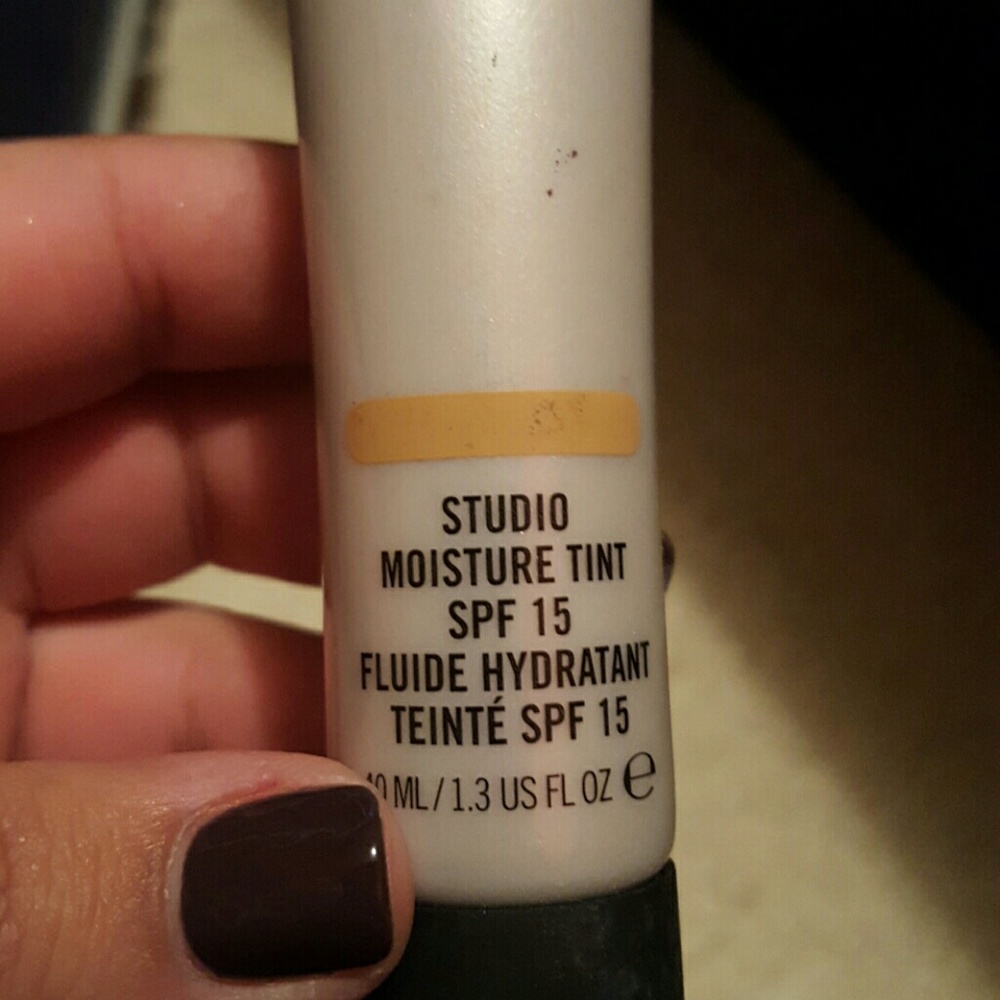 STUDIO
MOISTURE TINT
SPF 15
FLUIDE HYDRATANT
TEINTÉ SPF 15
ML / 1.3 US FL OZ e